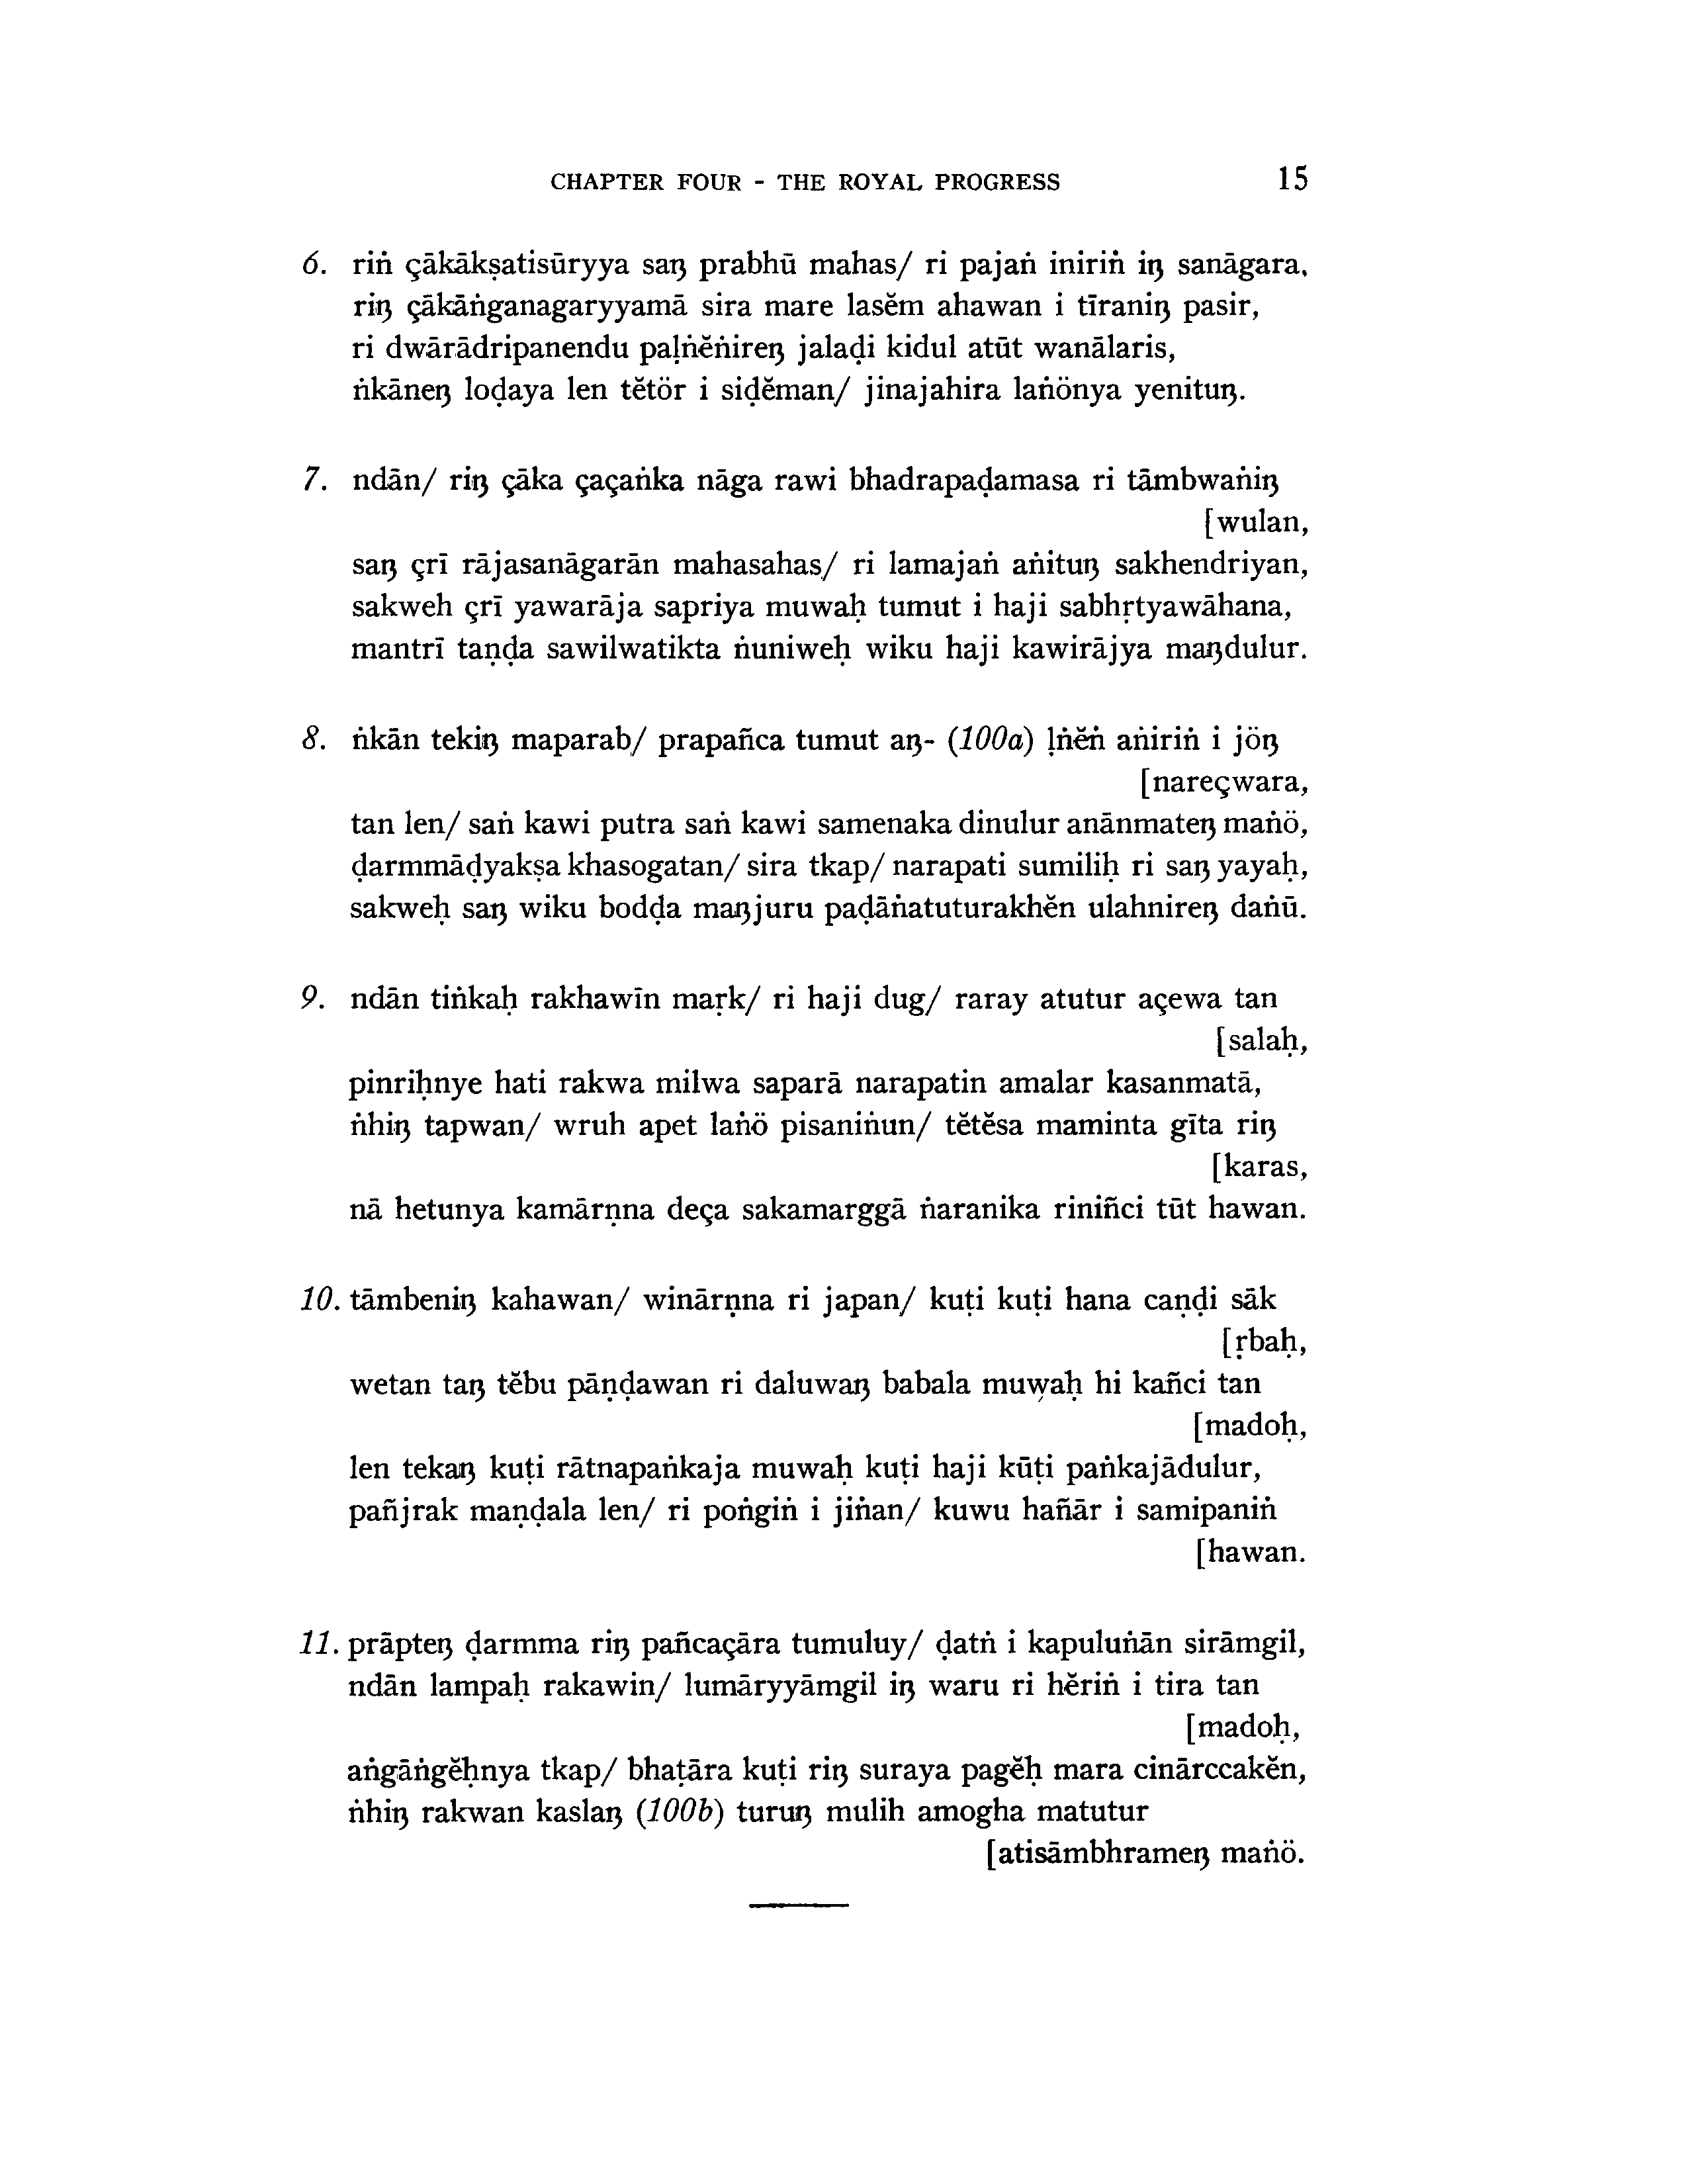 CHAPTER FOUR - THE ROYAL PROGRESS 15
6. riṅ çākākṣatisūryya saŋ prabhū mahas/ ri pajaṅ iniriṅ iŋ sanāgara,
riŋ çākāṅganagaryyamā sira mare lasĕm ahawan i tīraniŋ pasir,
ri dwārādripanendu paḷṅĕṅireŋ jalaḍi kidul atūt wanālaris,
ṅkāneŋ loḍaya len tĕtör i siḍĕman/ jinajahira laṅönya yenituŋ.
7. ndān/ riŋ çāka çaçaṅka nāga rawi bhadrapaḍamasa ri tāmbwaṅiŋ
[wulan,
saŋ çrī rājasanāgarān mahasahas/ ri lamajaṅ aṅituŋ sakhendriyan,
sakweh çrī yawarāja sapriya muwaḥ tumut i haji sabhṛtyawāhana,
mantrī taṇḍa sawilwatikta ṅuniweḥ wiku haji kawirājya maŋdulur.
8. ṅkān tekiŋ maparab/ prapañca tumut aŋ- (100a) ḷṅĕṅ aṅiriṅ i jöŋ
[nareçwara,
tan len/ saṅ kawi putra saṅ kawi samenaka dinulur anānmateŋ maṅö,
ḍarmmāḍyakṣa khasogatan/ sira tkap/ narapati sumiliḥ ri saŋ yayaḥ,
sakweḥ saŋ wiku bodḍa maŋjuru paḍāṅatuturakhĕn ulahnireŋ daṅū.
9. ndān tiṅkaḥ rakhawīn maṛk/ ri haji dug/ raray atutur açewa tan
[salaḥ,
pinriḥnye hati rakwa milwa saparā narapatin amalar kasanmatā,
ṅhiŋ tapwan/ wruh apet laṅö pisaniṅun/ tĕtĕsa maminta gīta riŋ
[karas,
nā hetunya kamārṇna deça sakamarggā ṅaranika riniñci tūt hawan.
10. tāmbeniŋ kahawan/ winārṇna ri japan/ kuṭi kuṭi hana caṇḍi sāk
[ṛbaḥ,
wetan taŋ tĕbu pāṇḍawan ri daluwaŋ babala muwaḥ hi kañci tan
[madoḥ,
len tekaŋ kuṭi rātnapaṅkaja muwaḥ kuṭi haji kūṭi paṅkajādulur,
pañjrak maṇḍala len/ ri poṅgiṅ i jiṅan/ kuwu hañār i samipaniṅ
[hawan.
11. prāpteŋ ḍarmma riŋ pañcaçāra tumuluy/ ḍatṅ i kapuluṅān sirāmgil,
ndān lampaḥ rakawin/ lumāryyāmgil iŋ waru ri hĕriṅ i tira tan
[madoḥ,
aṅgāṅgĕḥnya tkap/ bhaṭāra kuṭi riŋ suraya pagĕḥ mara cinārccakĕn,
ṅhiŋ rakwan kaslaŋ (100b) turuŋ mulih amogha matutur
[atisāmbhrameŋ maṅö.